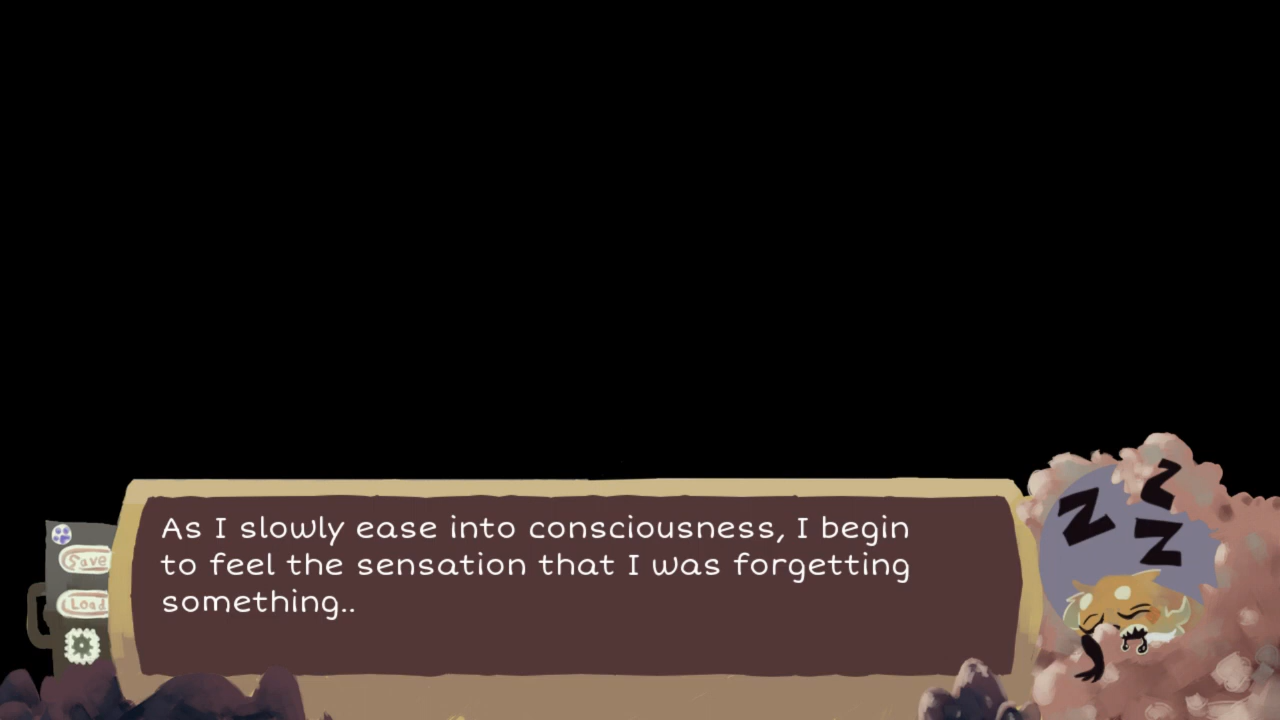 As I slowly ease into consciousness, I begin
to feel the sensation that I was forgetting
something..
Save
Load
Z
Z
Z